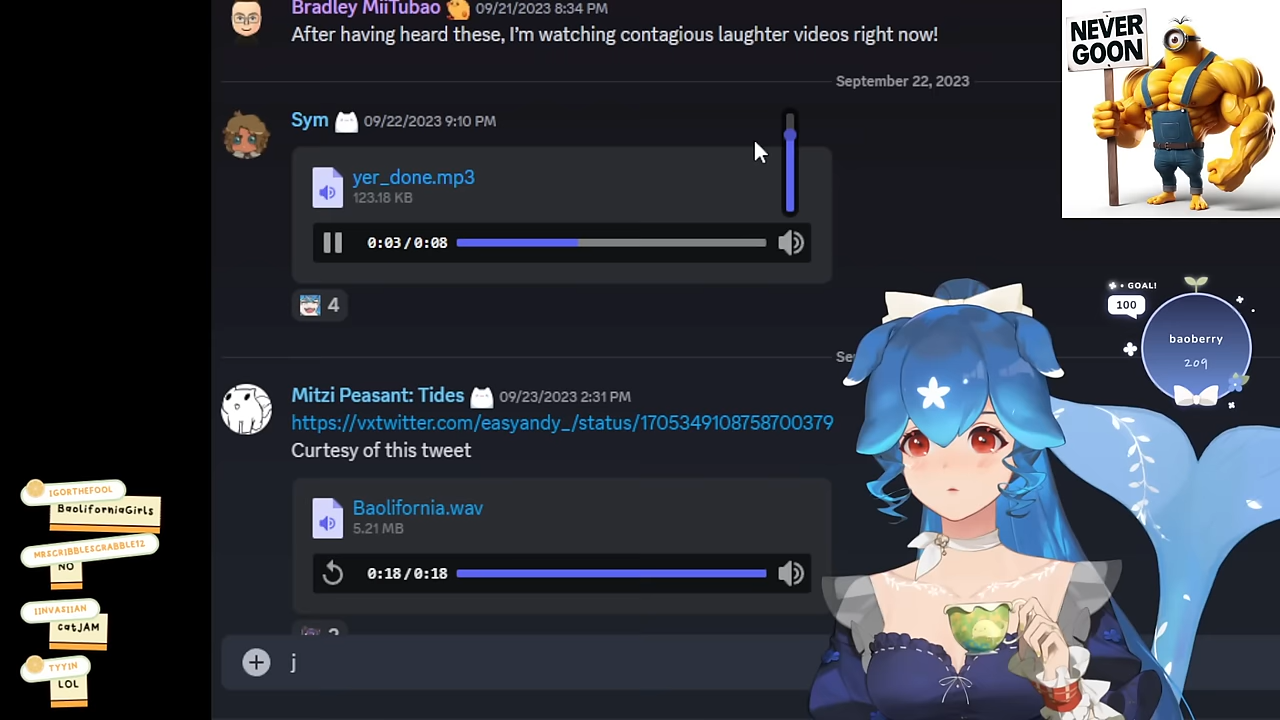 Bradley MiiTubao 09/21/2023 8:34 PM
After having heard these, I'm watching contagious laughter videos right now!
September 22, 2023
Sym 09/22/2023 9:10 PM
yer_done.mp3
123.18 KB
0:03/0:08
4
Se
Mitzi Peasant: Tides 09/23/2023 2:31 PM
https://vxtwitter.com/easyandy_/status/1705349108758700379
Curtesy of this tweet
Baolifornia.wav
5.21 MB
0:18/0:18
j
NEVER
GOON
GOAL!
100
baoberry
209
IGORTHEFOOL
BaoliforniaGirls
MRSCRIBBLESCRABBLE12
NO
IINVASIIAN
catJAM
TYYIN
LOL